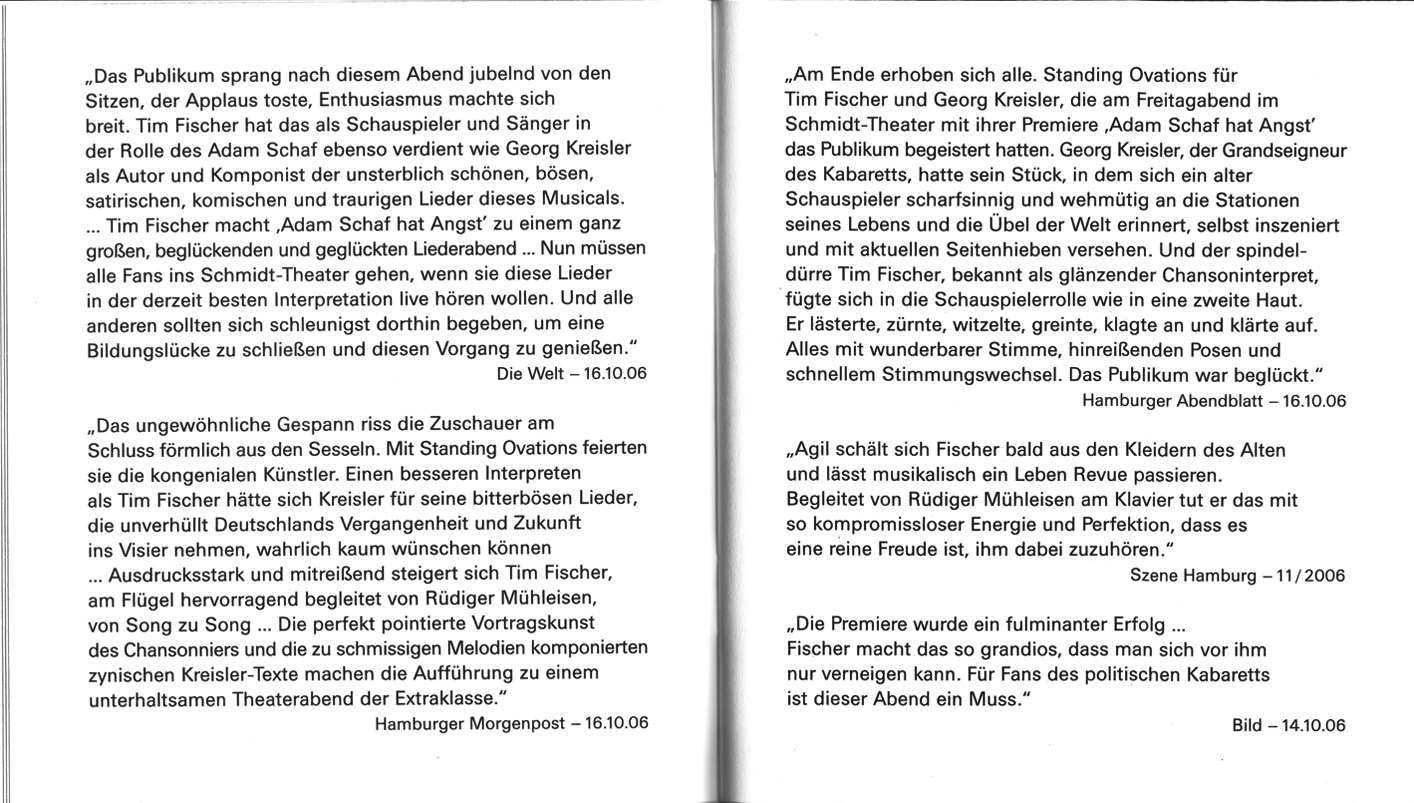 „Das Publikum sprang nach diesem Abend jubelnd von den
Sitzen, der Applaus toste, Enthusiasmus machte sich
breit. Tim Fischer hat das als Schauspieler und Sänger in
der Rolle des Adam Schaf ebenso verdient wie Georg Kreisler
als Autor und Komponist der unsterblich schönen, bösen,
satirischen, komischen und traurigen Lieder dieses Musicals.
... Tim Fischer macht ‚Adam Schaf hat Angst’ zu einem ganz
großen, beglückenden und geglückten Liederabend ... Nun müssen
alle Fans ins Schmidt-Theater gehen, wenn sie diese Lieder
in der derzeit besten Interpretation live hören wollen. Und alle
anderen sollten sich schleunigst dorthin begeben, um eine
Bildungslücke zu schließen und diesen Vorgang zu genießen.“
Die Welt – 16.10.06
„Das ungewöhnliche Gespann riss die Zuschauer am
Schluss förmlich aus den Sesseln. Mit Standing Ovations feierten
sie die kongenialen Künstler. Einen besseren Interpreten
als Tim Fischer hätte sich Kreisler für seine bitterbösen Lieder,
die unverhüllt Deutschlands Vergangenheit und Zukunft
ins Visier nehmen, wahrlich kaum wünschen können
... Ausdrucksstark und mitreißend steigert sich Tim Fischer,
am Flügel hervorragend begleitet von Rüdiger Mühleisen,
von Song zu Song ... Die perfekt pointierte Vortragskunst
des Chansonniers und die zu schmissigen Melodien komponierten
zynischen Kreisler-Texte machen die Aufführung zu einem
unterhaltsamen Theaterabend der Extraklasse.“
Hamburger Morgenpost – 16.10.06
„Am Ende erhoben sich alle. Standing Ovations für
Tim Fischer und Georg Kreisler, die am Freitagabend im
Schmidt-Theater mit ihrer Premiere ‚Adam Schaf hat Angst’
das Publikum begeistert hatten. Georg Kreisler, der Grandseigneur
des Kabaretts, hatte sein Stück, in dem sich ein alter
Schauspieler scharfsinnig und wehmütig an die Stationen
seines Lebens und die Übel der Welt erinnert, selbst inszeniert
und mit aktuellen Seitenhieben versehen. Und der spindel-
dürre Tim Fischer, bekannt als glänzender Chansoninterpret,
fügte sich in die Schauspielerrolle wie in eine zweite Haut.
Er lästerte, zürnte, witzelte, greinte, klagte an und klärte auf.
Alles mit wunderbarer Stimme, hinreißenden Posen und
schnellem Stimmungswechsel. Das Publikum war beglückt.“
Hamburger Abendblatt – 16.10.06
„Agil schält sich Fischer bald aus den Kleidern des Alten
und lässt musikalisch ein Leben Revue passieren.
Begleitet von Rüdiger Mühleisen am Klavier tut er das mit
so kompromissloser Energie und Perfektion, dass es
eine reine Freude ist, ihm dabei zuzuhören.“
Szene Hamburg – 11/2006
„Die Premiere wurde ein fulminanter Erfolg ...
Fischer macht das so grandios, dass man sich vor ihm
nur verneigen kann. Für Fans des politischen Kabaretts
ist dieser Abend ein Muss.“
Bild – 14.10.06